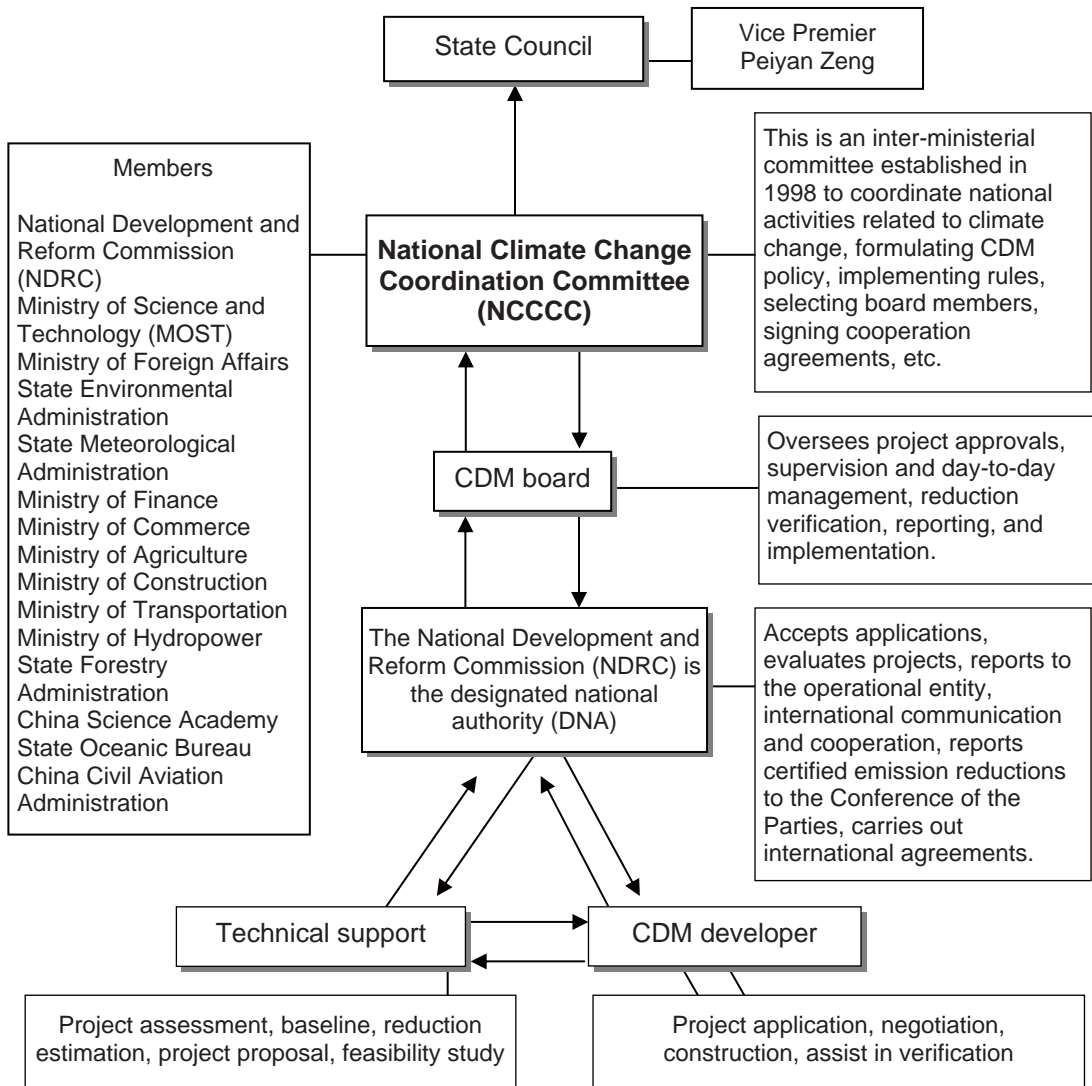 State Council
Vice Premier
Peiyan Zeng
Members
National Development and
Reform Commission
(NDRC)
Ministry of Science and
Technology (MOST)
Ministry of Foreign Affairs
State Environmental
Administration
State Meteorological
Administration
Ministry of Finance
Ministry of Commerce
Ministry of Agriculture
Ministry of Construction
Ministry of Transportation
Ministry of Hydropower
State Forestry
Administration
China Science Academy
State Oceanic Bureau
China Civil Aviation
Administration
National Climate Change
Coordination Committee
(NCCCC)
This is an inter-ministerial
committee established in
1998 to coordinate national
activities related to climate
change, formulating CDM
policy, implementing rules,
selecting board members,
signing cooperation
agreements, etc.
CDM board
Oversees project approvals,
supervision and day-to-day
management, reduction
verification, reporting, and
implementation.
The National Development and
Reform Commission (NDRC) is
the designated national
authority (DNA)
Accepts applications,
evaluates projects, reports to
the operational entity,
international communication
and cooperation, reports
certified emission reductions
to the Conference of the
Parties, carries out
international agreements.
Technical support
CDM developer
Project assessment, baseline, reduction
estimation, project proposal, feasibility study
Project application, negotiation,
construction, assist in verification